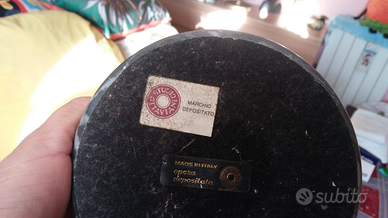 MARCHIO
DEPOSITATO
MADE IN ITALY
opera
depositata
subito